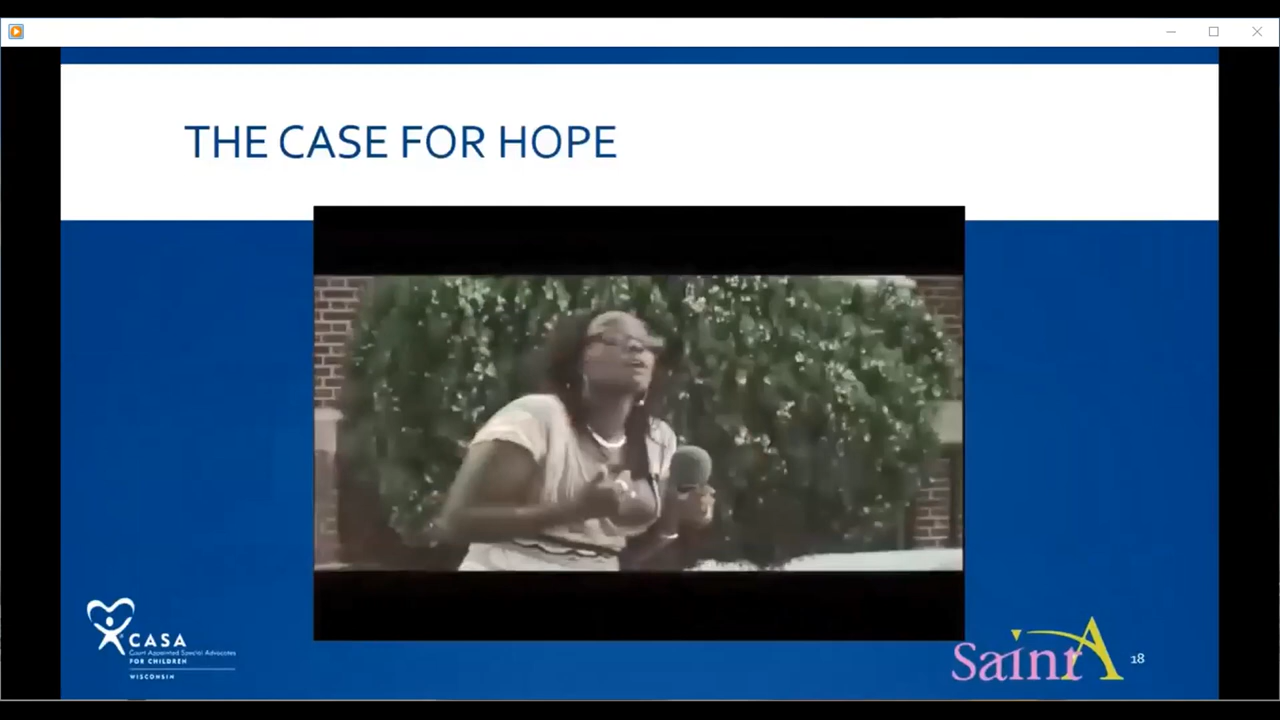 THE CASE FOR HOPE
CASA
Court Appointed Special Advocates
FOR CHILDREN
WISCONSIN
SaintA
18